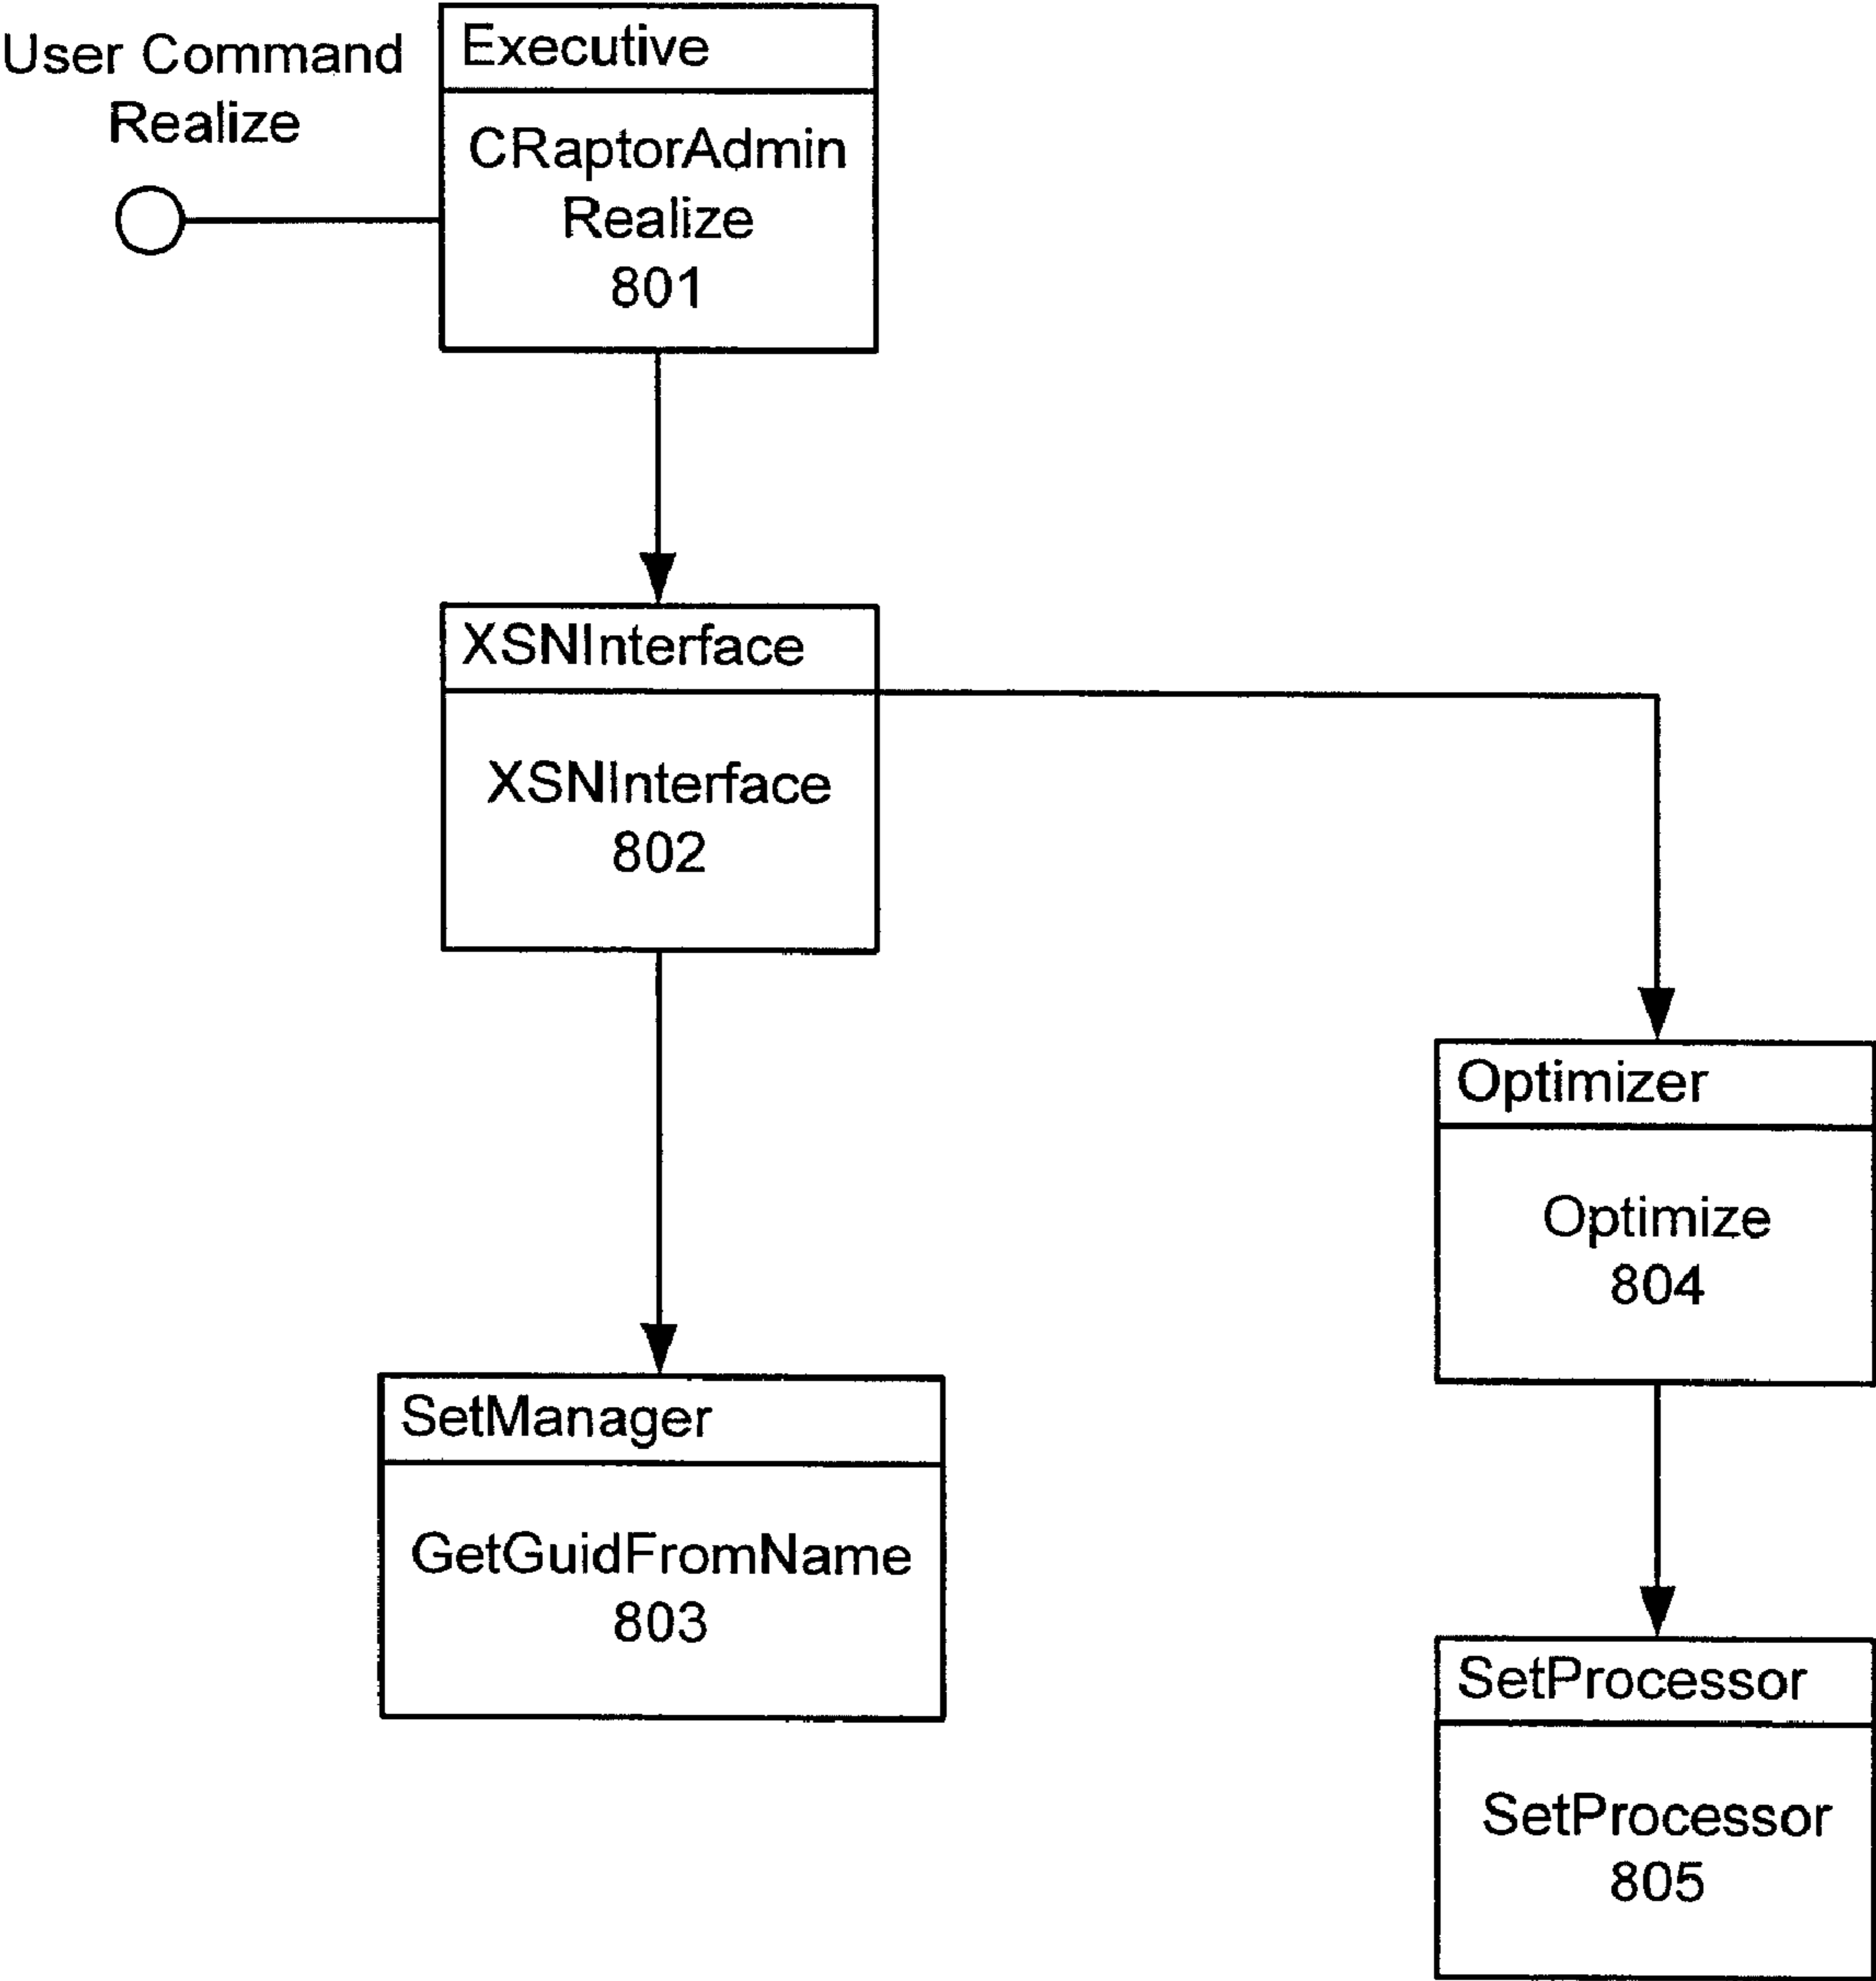 User Command
Realize
Executive
CRaptorAdmin
Realize
801
XSNInterface
XSNInterface
802
Optimizer
Optimize
804
SetManager
GetGuidFromName
803
SetProcessor
SetProcessor
805